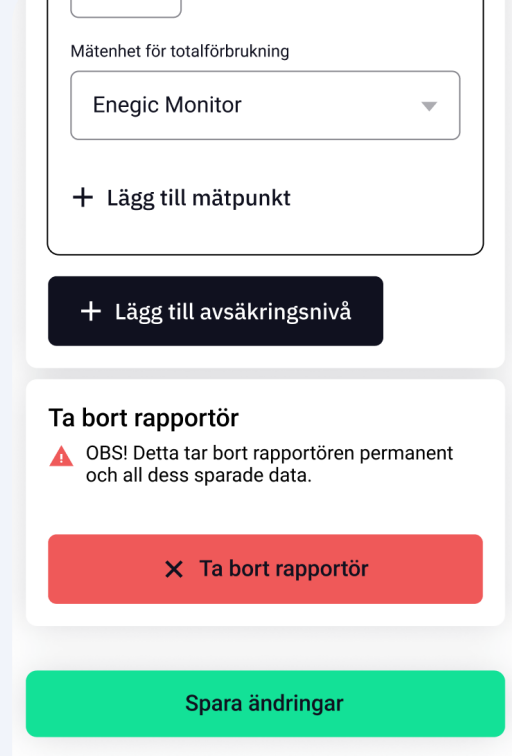 Mätenhet för totalförbrukning
Enegic Monitor
+ Lägg till mätpunkt
+ Lägg till avsäkringsnivå
Ta bort rapportör
OBS! Detta tar bort rapportören permanent
och all dess sparade data.
Ta bort rapportör
Spara ändringar